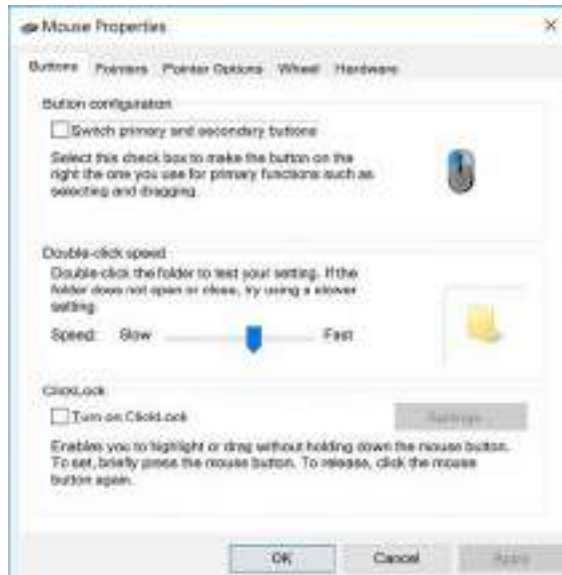 Mouse Properties
Buttons Pointers Pointer Options Wheel Hardware
Button configuration
Switch primary and secondary buttons
Select this check box to make the button on the
right the one you use for primary functions such as
selecting and dragging.
Double-click speed
Double-click the folder to test your setting. If the
folder does not open or close, try using a slower
setting.
Speed: Slow Fast
ClickLock
Turn on ClickLock Settings...
Enables you to highlight or drag without holding down the mouse button.
To set, briefly press the mouse button. To release, click the mouse
button again.
OK Cancel Apply